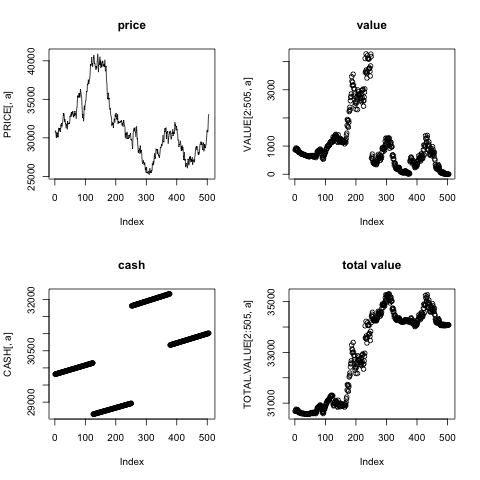 price
PRICE[, a]
25000 30000 35000 40000
0 100 200 300 400 500
Index
value
VALUE[2:505, a]
0 1000 3000
0 100 200 300 400 500
Index
cash
CASH[, a]
29000 30500 32000
0 100 200 300 400 500
Index
total value
TOTAL.VALUE[2:505, a]
31000 33000 35000
0 100 200 300 400 500
Index